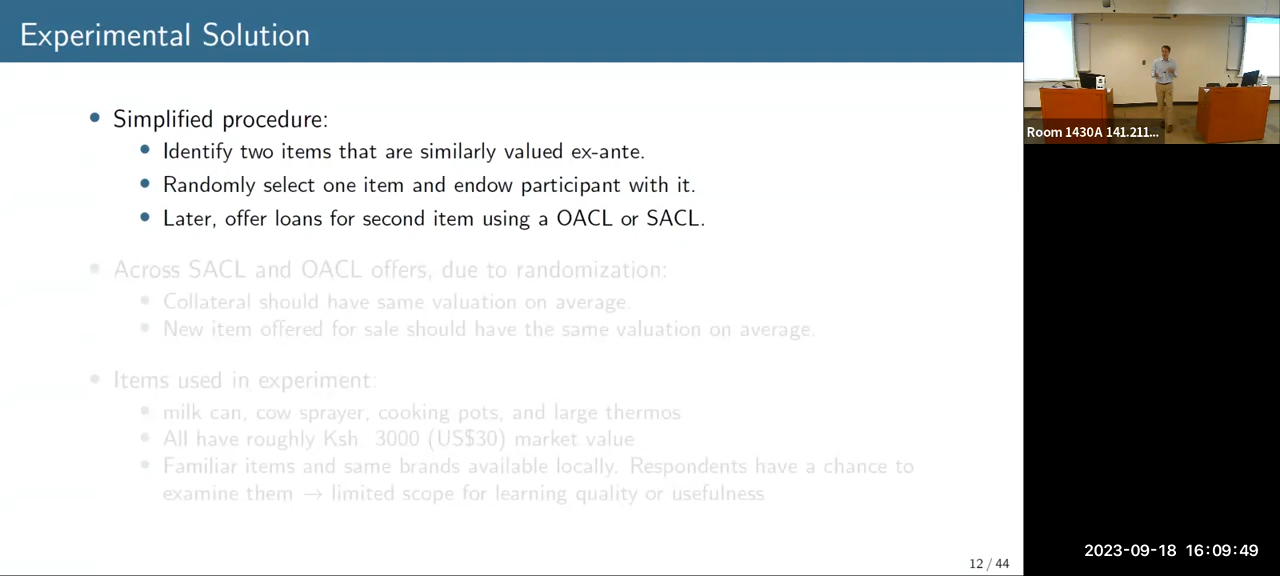 Experimental Solution
Simplified procedure:
Identify two items that are similarly valued ex-ante.
Randomly select one item and endow participant with it.
Later, offer loans for second item using a OACL or SACL.
Across SACL and OACL offers, due to randomization:
Collateral should have same valuation on average.
New item offered for sale should have the same valuation on average.
Items used in experiment:
milk can, cow sprayer, cooking pots, and large thermos
All have roughly Ksh 3000 (US$30) market value
Familiar items and same brands available locally. Respondents have a chance to
examine them → limited scope for learning quality or usefulness
12 / 44
Room 1430A 141.211...
2023-09-18 16:09:49